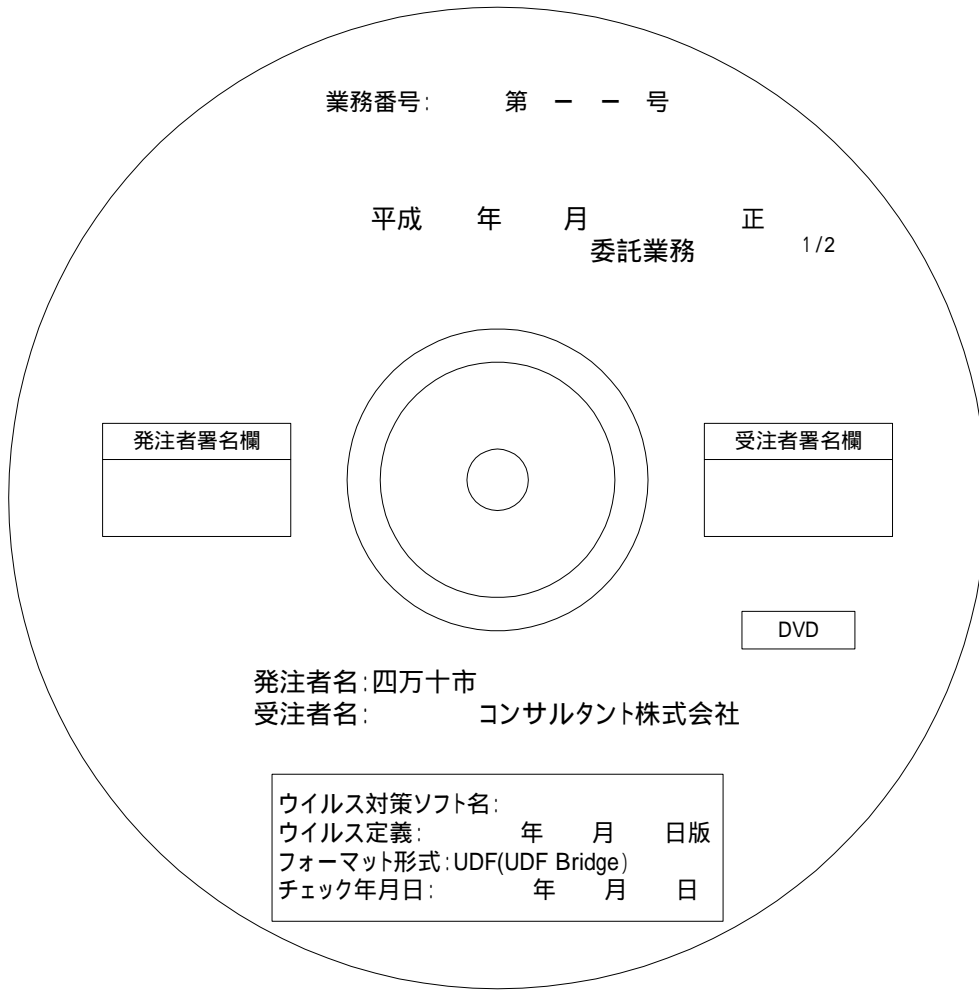 業務番号:　　第　－　－　号
平成　　年　　月　　　　　　正
委託業務　　　　1/2
発注者署名欄　　受注者署名欄
DVD
発注者名:四万十市
受注者名:　　　　コンサルタント株式会社
ウイルス対策ソフト名:
ウイルス定義:　　　　年　　月　　日版
フォーマット形式:UDF(UDF Bridge)
チェック年月日:　　　　年　　月　　日